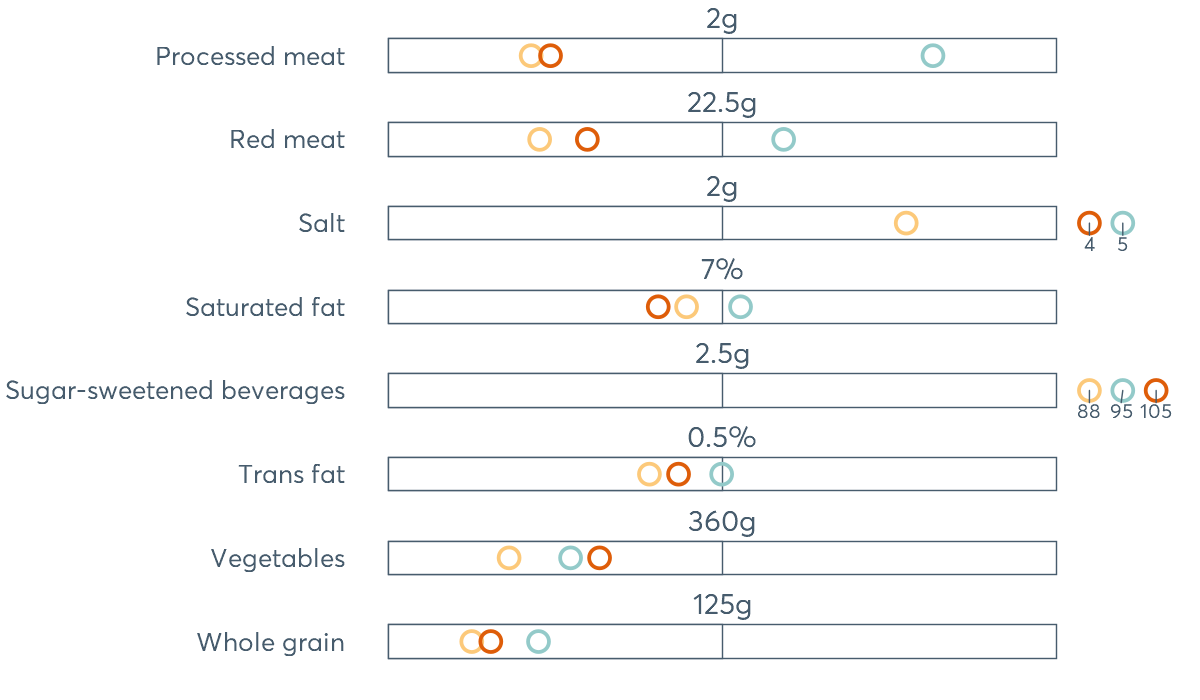 2g
Processed meat
22.5g
Red meat
2g
Salt
4 5
7%
Saturated fat
2.5g
Sugar-sweetened beverages
88 95 105
0.5%
Trans fat
360g
Vegetables
125g
Whole grain